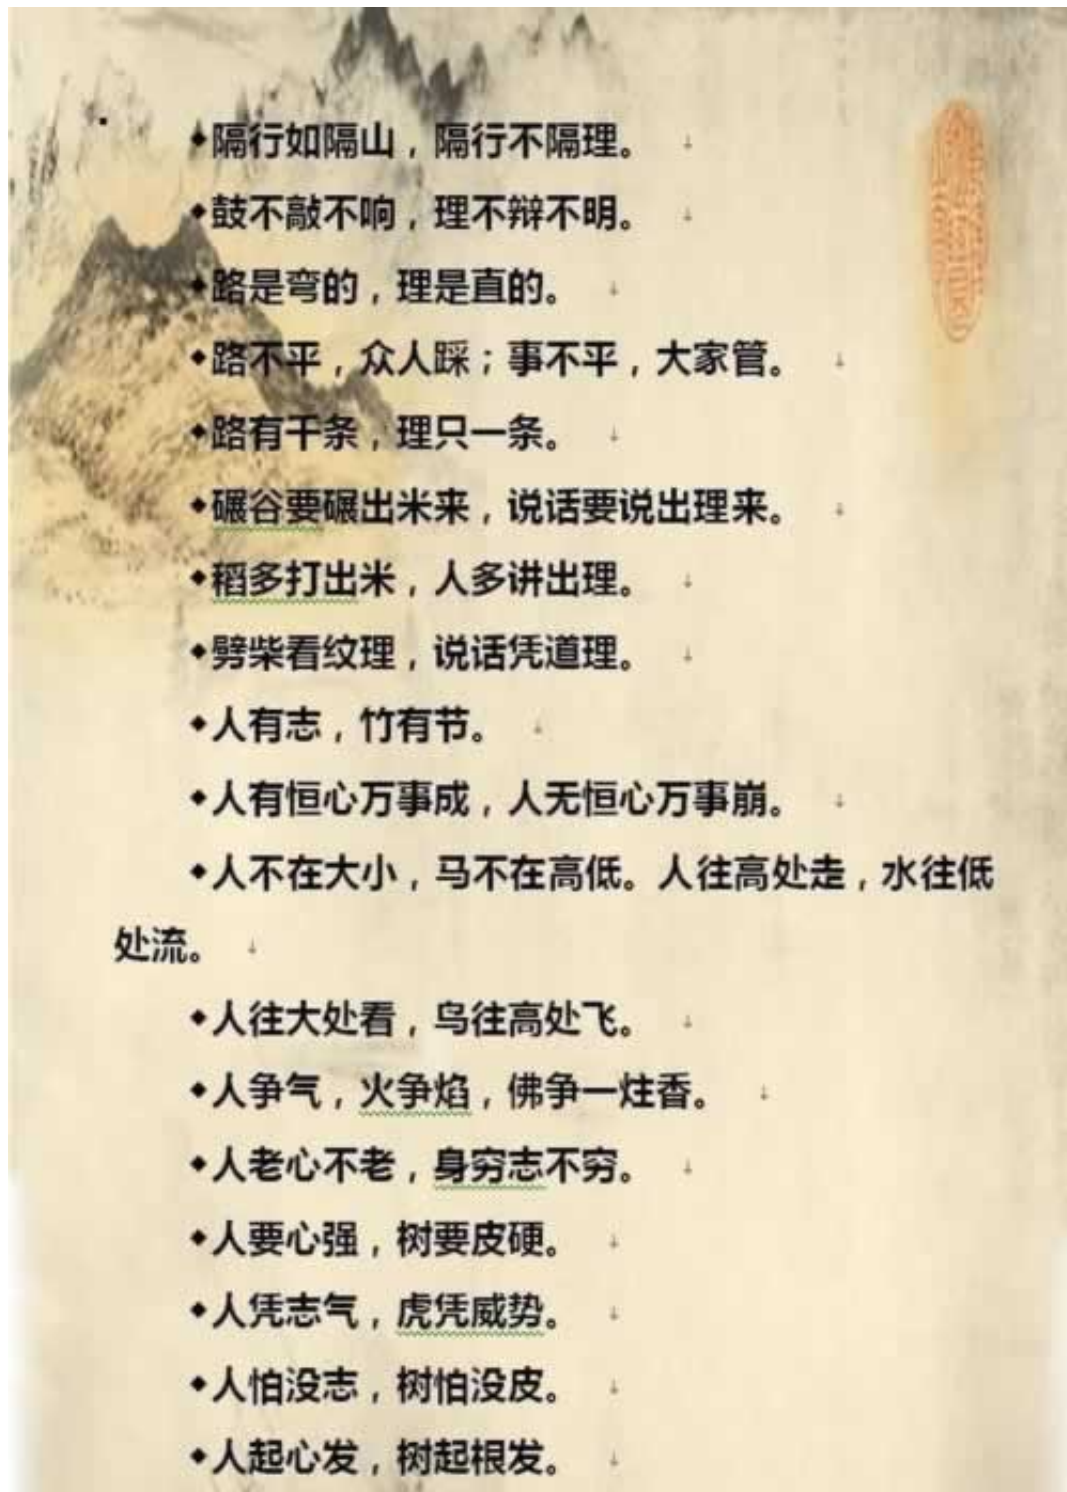 ◆隔行如隔山，隔行不隔理。
◆鼓不敲不响，理不辩不明。
◆路是弯的，理是直的。
◆路不平，众人踩；事不平，大家管。
◆路有千条，理只一条。
◆碾谷要碾出米来，说话要说出理来。
◆稻多打出米，人多讲出理。
◆劈柴看纹理，说话凭道理。
◆人有志，竹有节。
◆人有恒心万事成，人无恒心万事崩。
◆人不在大小，马不在高低。人往高处走，水往低
处流。
◆人往大处看，鸟往高处飞。
◆人争气，火争焰，佛争一炷香。
◆人老心不老，身穷志不穷。
◆人要心强，树要皮硬。
◆人凭志气，虎凭威势。
◆人怕没志，树怕没皮。
◆人起心发，树起根发。